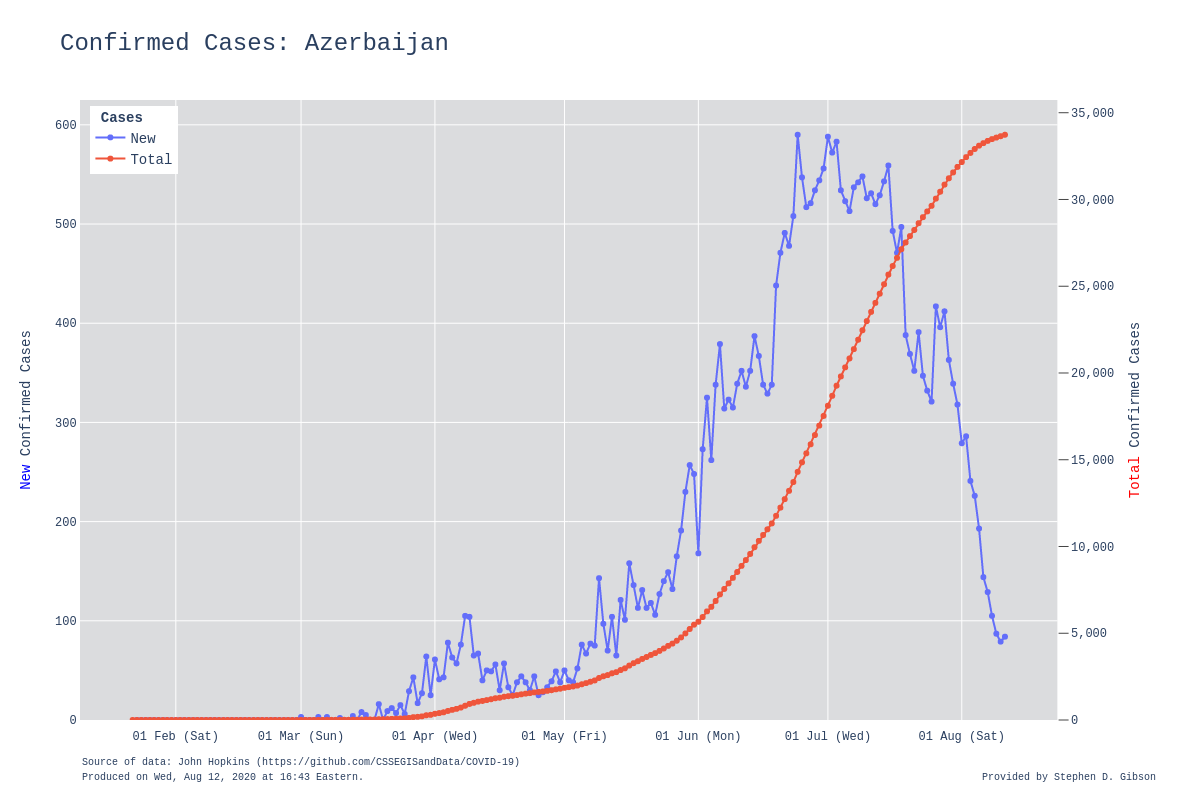 Confirmed Cases: Azerbaijan
Cases
New
Total
600
500
400
300
200
100
0
35,000
30,000
25,000
20,000
15,000
10,000
5,000
0
New Confirmed Cases
Total Confirmed Cases
01 Feb (Sat)
01 Mar (Sun)
01 Apr (Wed)
01 May (Fri)
01 Jun (Mon)
01 Jul (Wed)
01 Aug (Sat)
Source of data: John Hopkins (https://github.com/CSSEGISandData/COVID-19)
Produced on Wed, Aug 12, 2020 at 16:43 Eastern.
Provided by Stephen D. Gibson